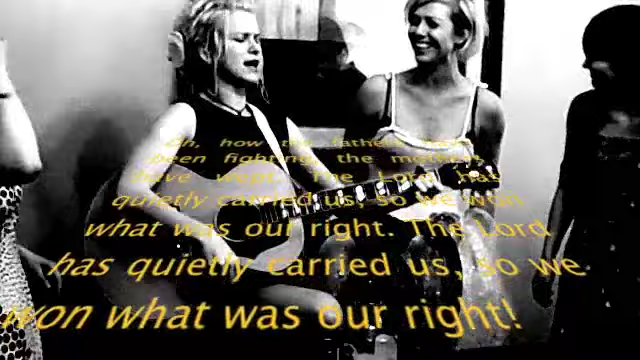 Oh, how the fathers have
been fighting, the mothers
have wept. The Lord has
quietly carried us, so we won
what was our right. The Lord
has quietly carried us, so we
won what was our right!